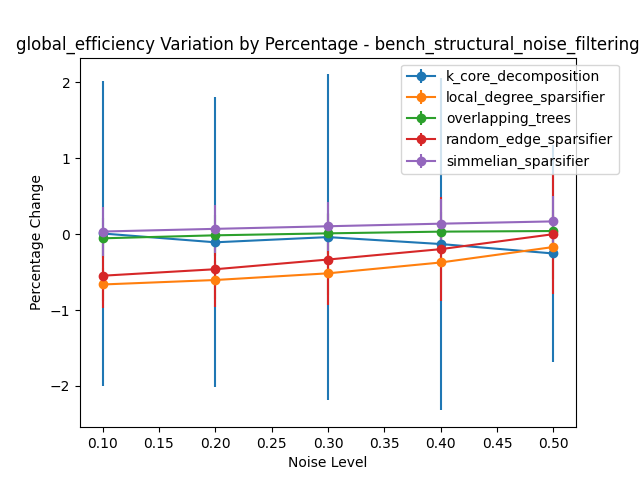 global_efficiency Variation by Percentage - bench_structural_noise_filtering
k_core_decomposition
local_degree_sparsifier
overlapping_trees
random_edge_sparsifier
simmelian_sparsifier
Percentage Change
2
1
0
−1
−2
0.10 0.15 0.20 0.25 0.30 0.35 0.40 0.45 0.50
Noise Level